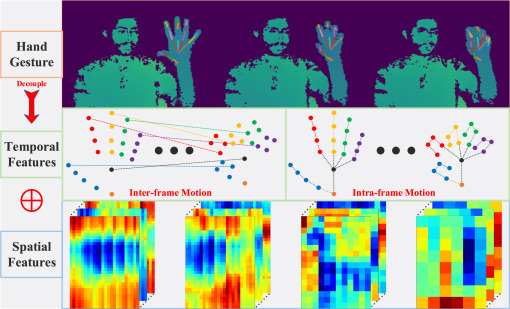 Hand
Gesture
Decouple
Temporal
Features
Inter-frame Motion
Intra-frame Motion
Spatial
Features